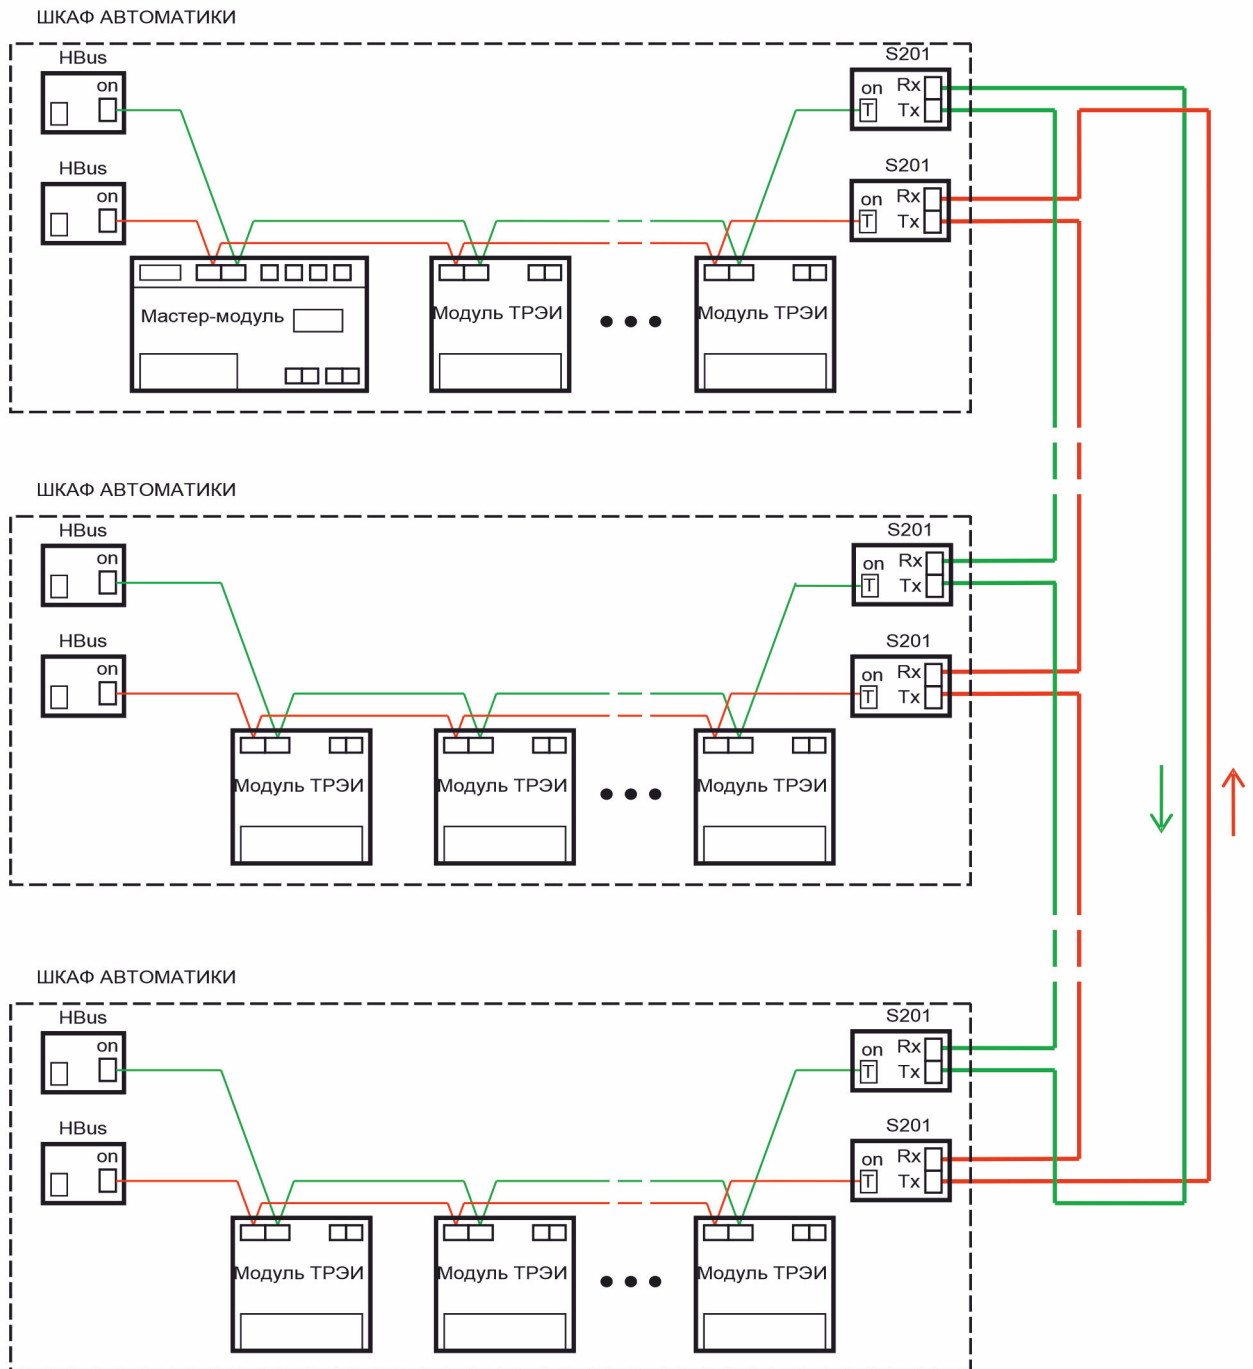 ШКАФ АВТОМАТИКИ
HBus
on
S201
on
Rx
T
Tx
HBus
on
S201
on
Rx
T
Tx
Мастер-модуль
Модуль ТРЭИ
Модуль ТРЭИ
ШКАФ АВТОМАТИКИ
HBus
on
S201
on
Rx
T
Tx
HBus
on
S201
on
Rx
T
Tx
Модуль ТРЭИ
Модуль ТРЭИ
Модуль ТРЭИ
ШКАФ АВТОМАТИКИ
HBus
on
S201
on
Rx
T
Tx
HBus
on
S201
on
Rx
T
Tx
Модуль ТРЭИ
Модуль ТРЭИ
Модуль ТРЭИ